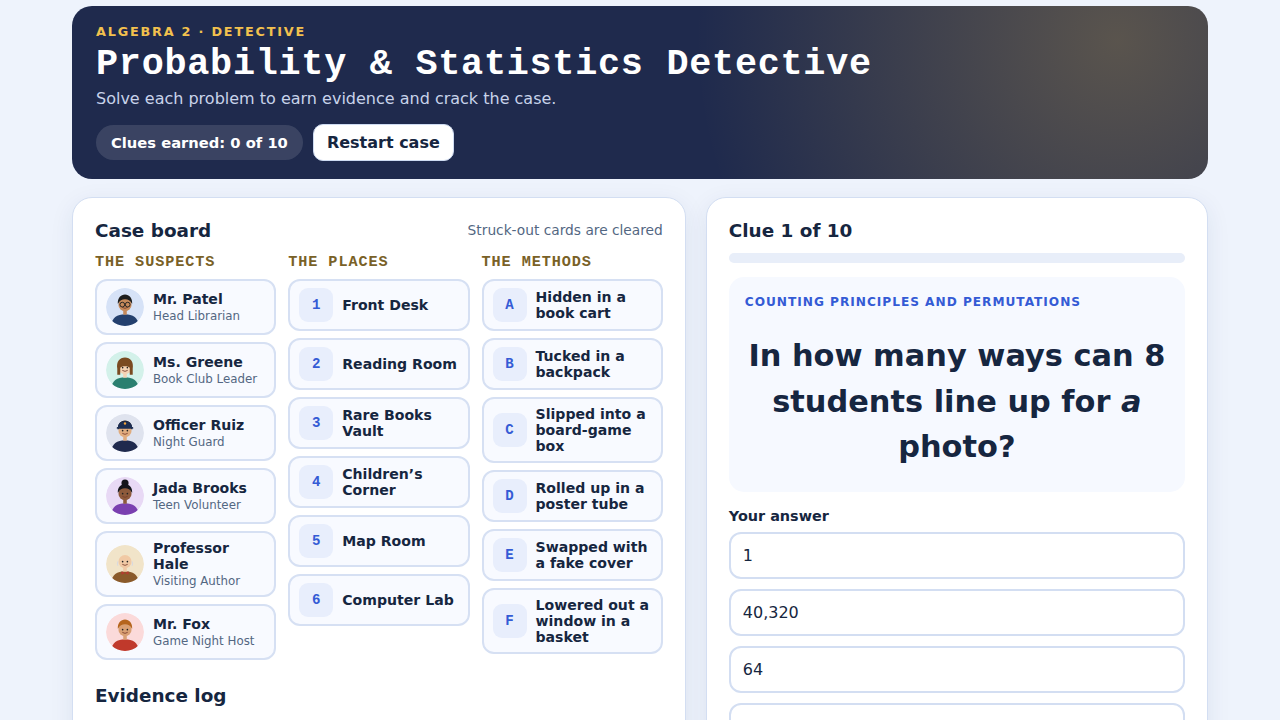 ALGEBRA 2 · DETECTIVE
Probability & Statistics Detective
Solve each problem to earn evidence and crack the case.
Clues earned: 0 of 10
Restart case
Case board
Struck-out cards are cleared
THE SUSPECTS
Mr. Patel
Head Librarian
Ms. Greene
Book Club Leader
Officer Ruiz
Night Guard
Jada Brooks
Teen Volunteer
Professor
Hale
Visiting Author
Mr. Fox
Game Night Host
THE PLACES
1 Front Desk
2 Reading Room
3 Rare Books
Vault
4 Children’s
Corner
5 Map Room
6 Computer Lab
THE METHODS
A Hidden in a
book cart
B Tucked in a
backpack
C Slipped into a
board-game
box
D Rolled up in a
poster tube
E Swapped with
a fake cover
F Lowered out a
window in a
basket
Evidence log
Clue 1 of 10
COUNTING PRINCIPLES AND PERMUTATIONS
In how many ways can 8
students line up for a
photo?
Your answer
1
40,320
64